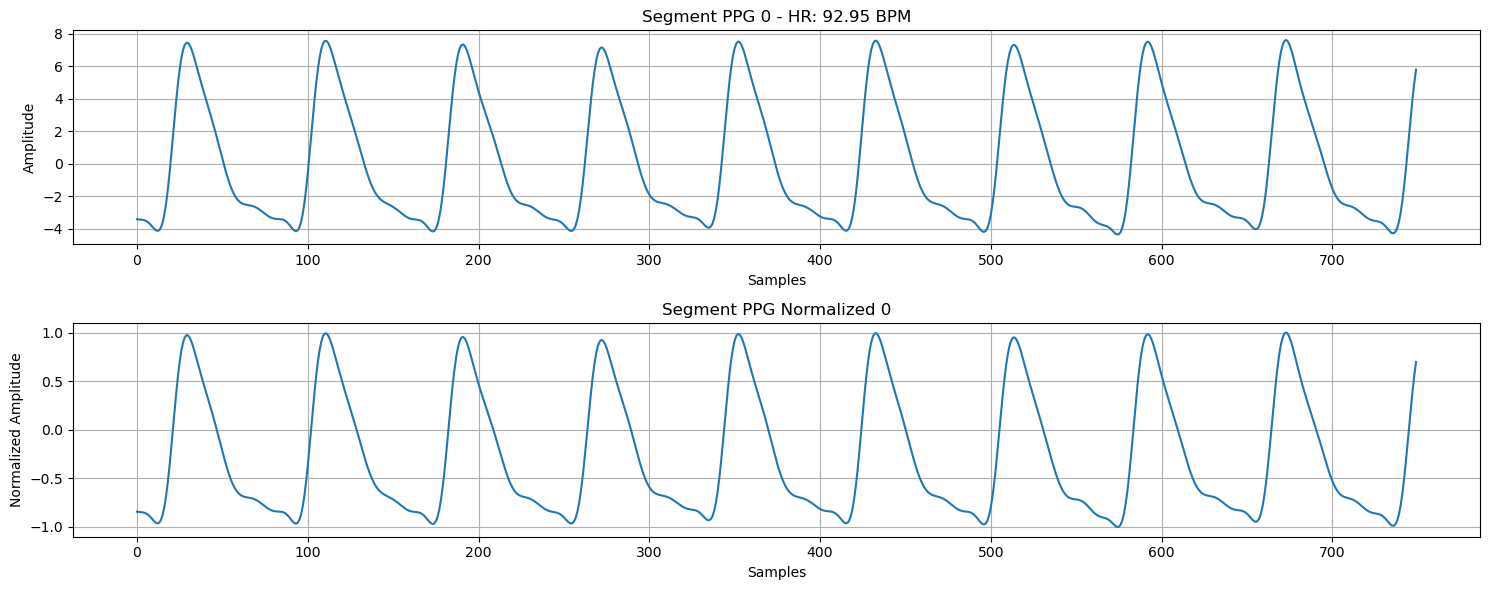 Segment PPG 0 - HR: 92.95 BPM
Amplitude
8
6
4
2
0
−2
−4
0 100 200 300 400 500 600 700
Samples
Segment PPG Normalized 0
Normalized Amplitude
1.0
0.5
0.0
−0.5
−1.0
0 100 200 300 400 500 600 700
Samples